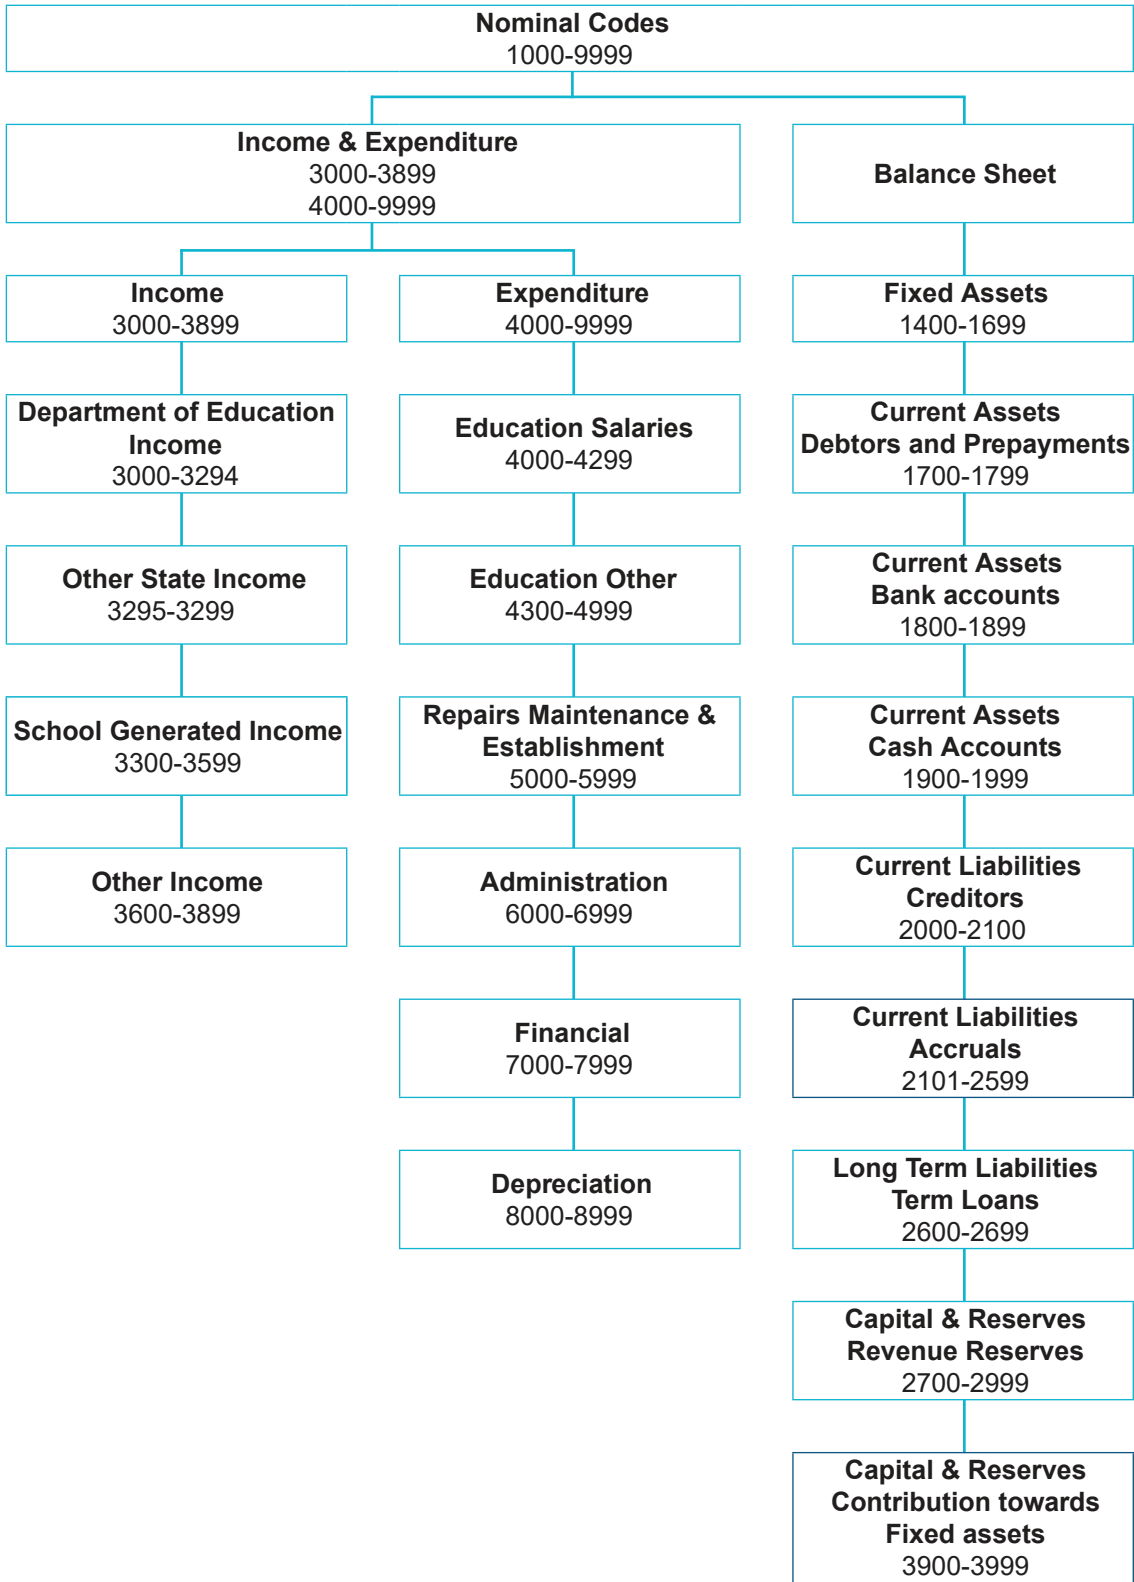 Nominal Codes
1000-9999
Income & Expenditure
3000-3899
4000-9999
Balance Sheet
Income
3000-3899
Expenditure
4000-9999
Fixed Assets
1400-1699
Department of Education
Income
3000-3294
Education Salaries
4000-4299
Current Assets
Debtors and Prepayments
1700-1799
Other State Income
3295-3299
Education Other
4300-4999
Current Assets
Bank accounts
1800-1899
School Generated Income
3300-3599
Repairs Maintenance &
Establishment
5000-5999
Current Assets
Cash Accounts
1900-1999
Other Income
3600-3899
Administration
6000-6999
Current Liabilities
Creditors
2000-2100
Financial
7000-7999
Current Liabilities
Accruals
2101-2599
Depreciation
8000-8999
Long Term Liabilities
Term Loans
2600-2699
Capital & Reserves
Revenue Reserves
2700-2999
Capital & Reserves
Contribution towards
Fixed assets
3900-3999